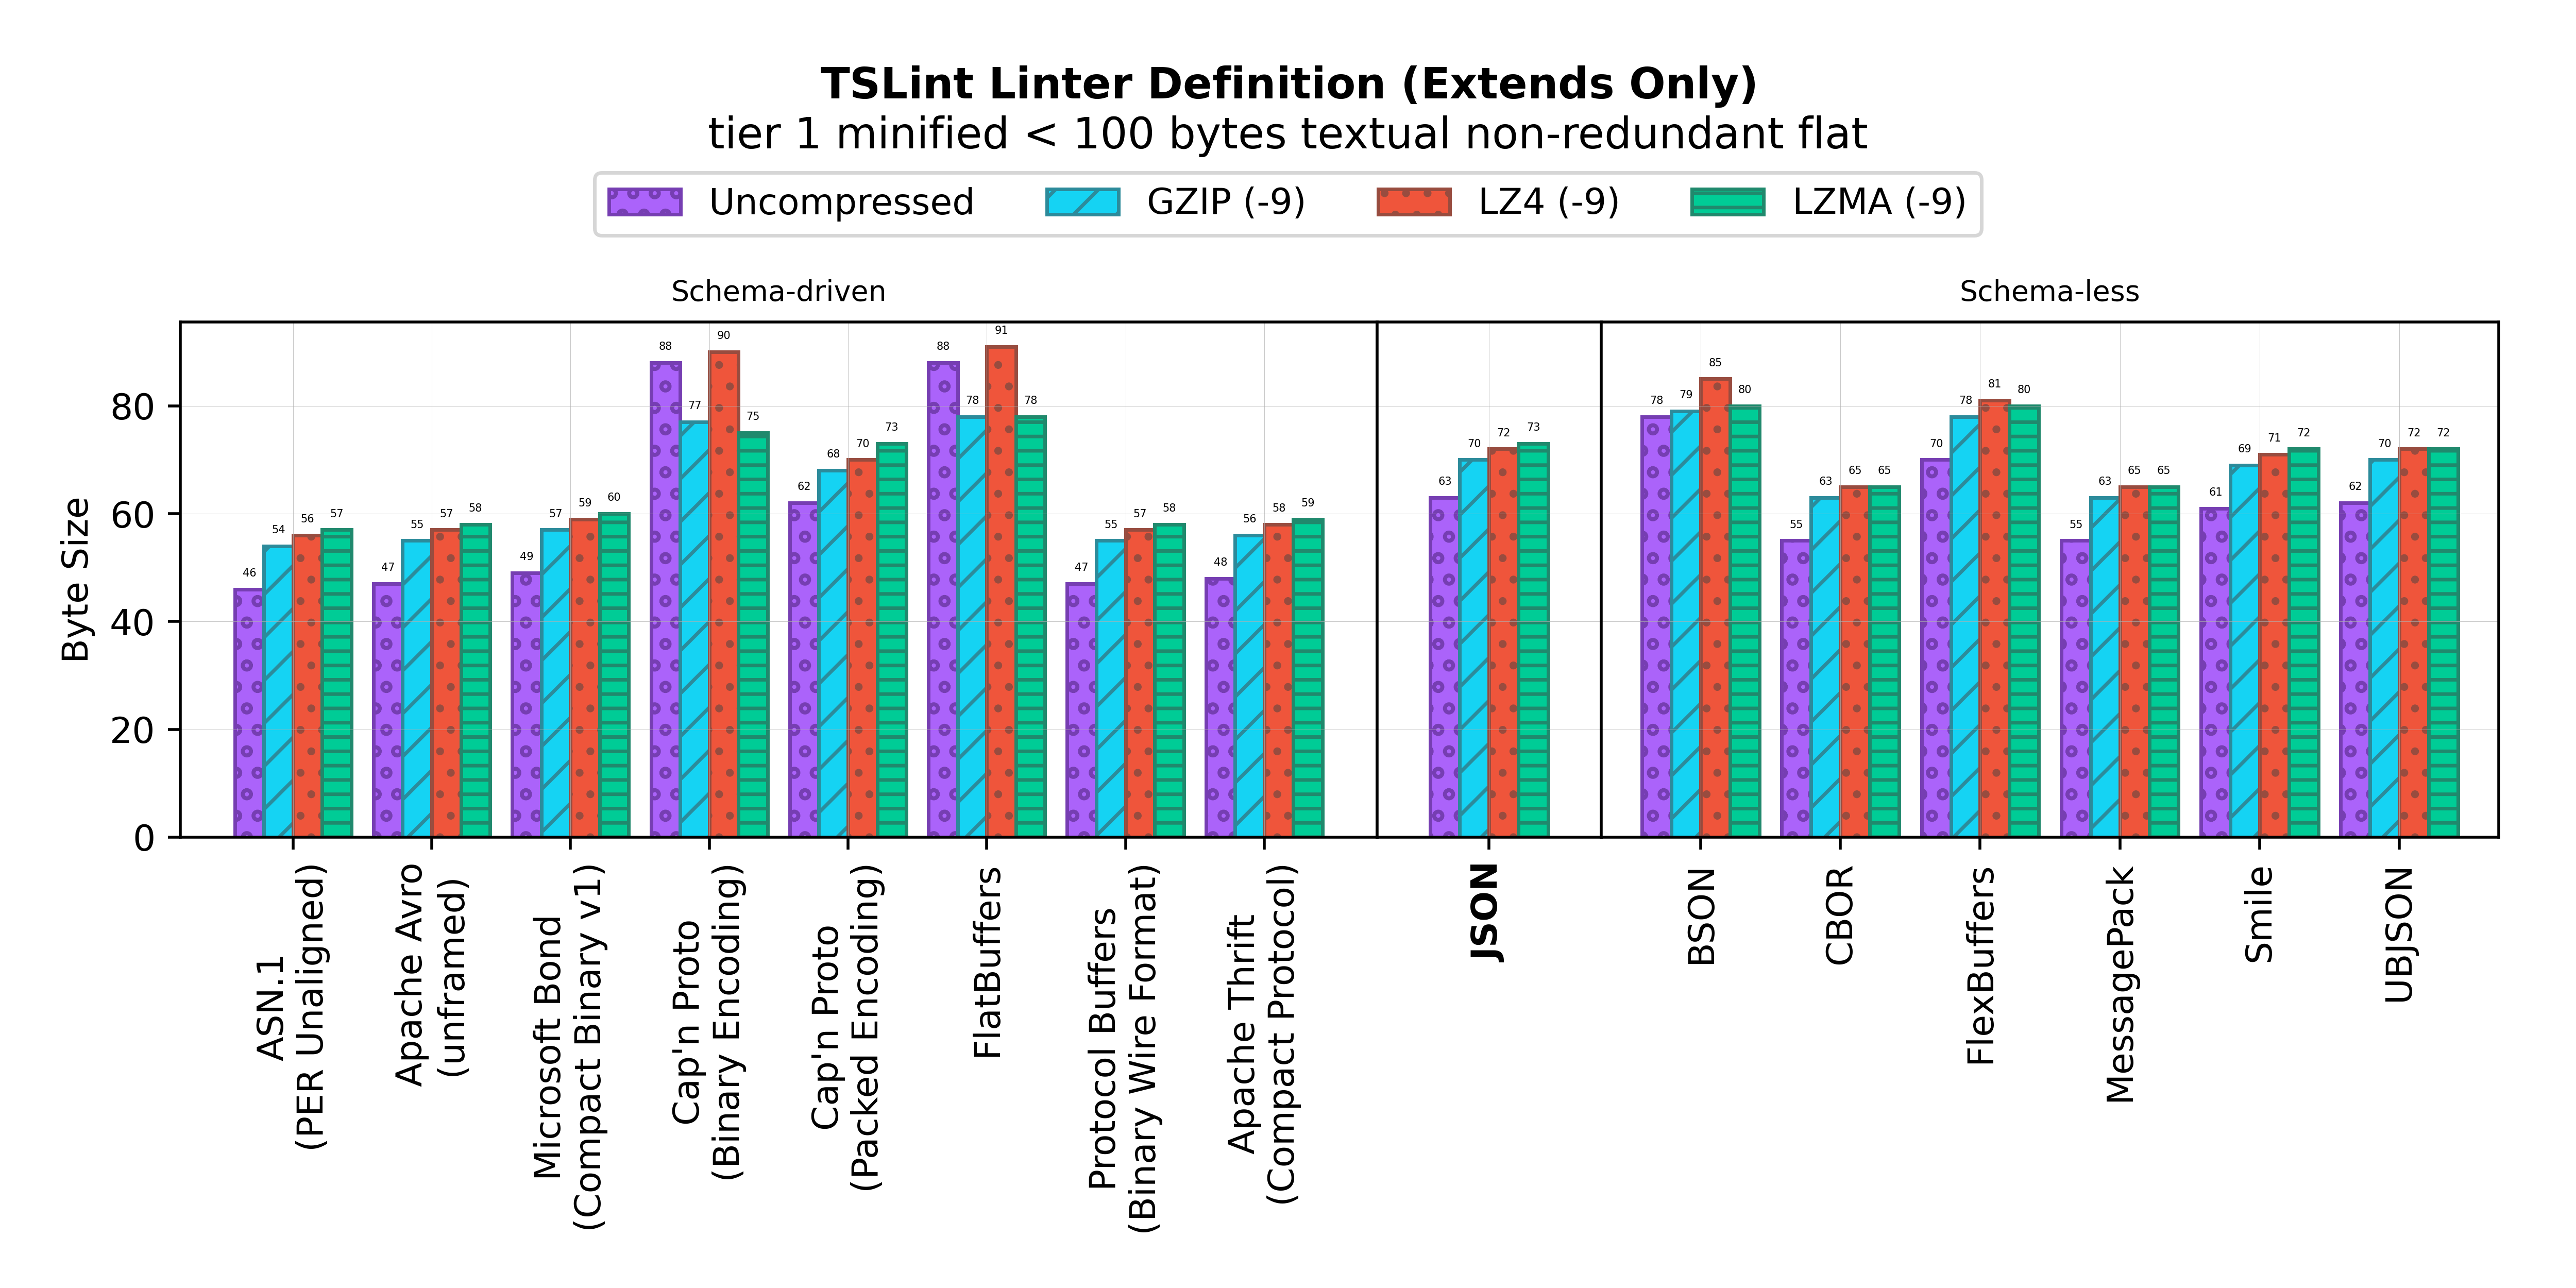 TSLint Linter Definition (Extends Only)
tier 1 minified < 100 bytes textual non-redundant flat
Uncompressed GZIP (-9) LZ4 (-9) LZMA (-9)
Schema-driven Schema-less
Byte Size
80
60
40
20
0
46 54 56 57
47 55 57 58
49 57 59 60
88 77 90 75
62 68 70 73
88 78 91 78
47 55 57 58
48 56 58 59
63 70 72 73
78 79 85 80
55 63 65 65
70 78 81 80
55 63 65 65
61 69 71 72
62 70 72 72
ASN.1
(PER Unaligned)
Apache Avro
(unframed)
Microsoft Bond
(Compact Binary v1)
Cap'n Proto
(Binary Encoding)
Cap'n Proto
(Packed Encoding)
FlatBuffers
Protocol Buffers
(Binary Wire Format)
Apache Thrift
(Compact Protocol)
JSON
BSON
CBOR
FlexBuffers
MessagePack
Smile
UBJSON